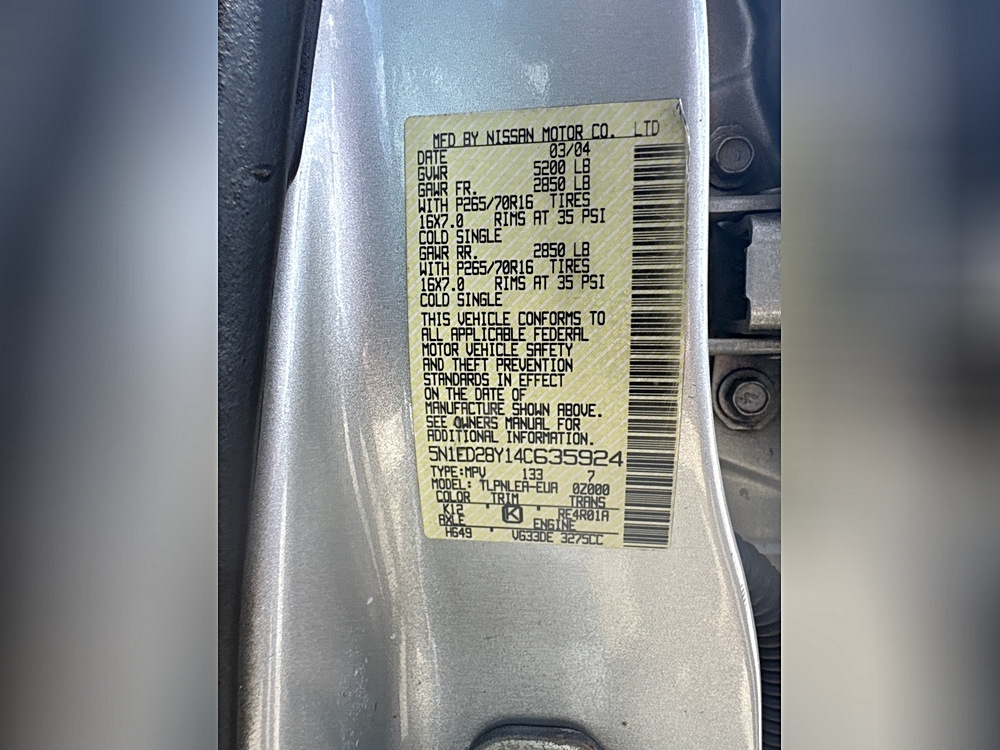 MFD BY NISSAN MOTOR CO. LTD
DATE 03/04
GVWR 5200 LB
GAWR FR. 2850 LB
WITH P265/70R16 TIRES
16X7.0 RIMS AT 35 PSI
COLD SINGLE
GAWR RR. 2850 LB
WITH P265/70R16 TIRES
16X7.0 RIMS AT 35 PSI
COLD SINGLE
THIS VEHICLE CONFORMS TO
ALL APPLICABLE FEDERAL
MOTOR VEHICLE SAFETY
AND THEFT PREVENTION
STANDARDS IN EFFECT
ON THE DATE OF
MANUFACTURE SHOWN ABOVE.
SEE OWNERS MANUAL FOR
ADDITIONAL INFORMATION.
5N1ED28Y14C635924
TYPE:MPV 133 7
MODEL: TLPNLEA-EUA 02000
COLOR TRIM TRANS
K12 K RE4R01A
AXLE ENGINE
HG49 VG33DE 3275CC